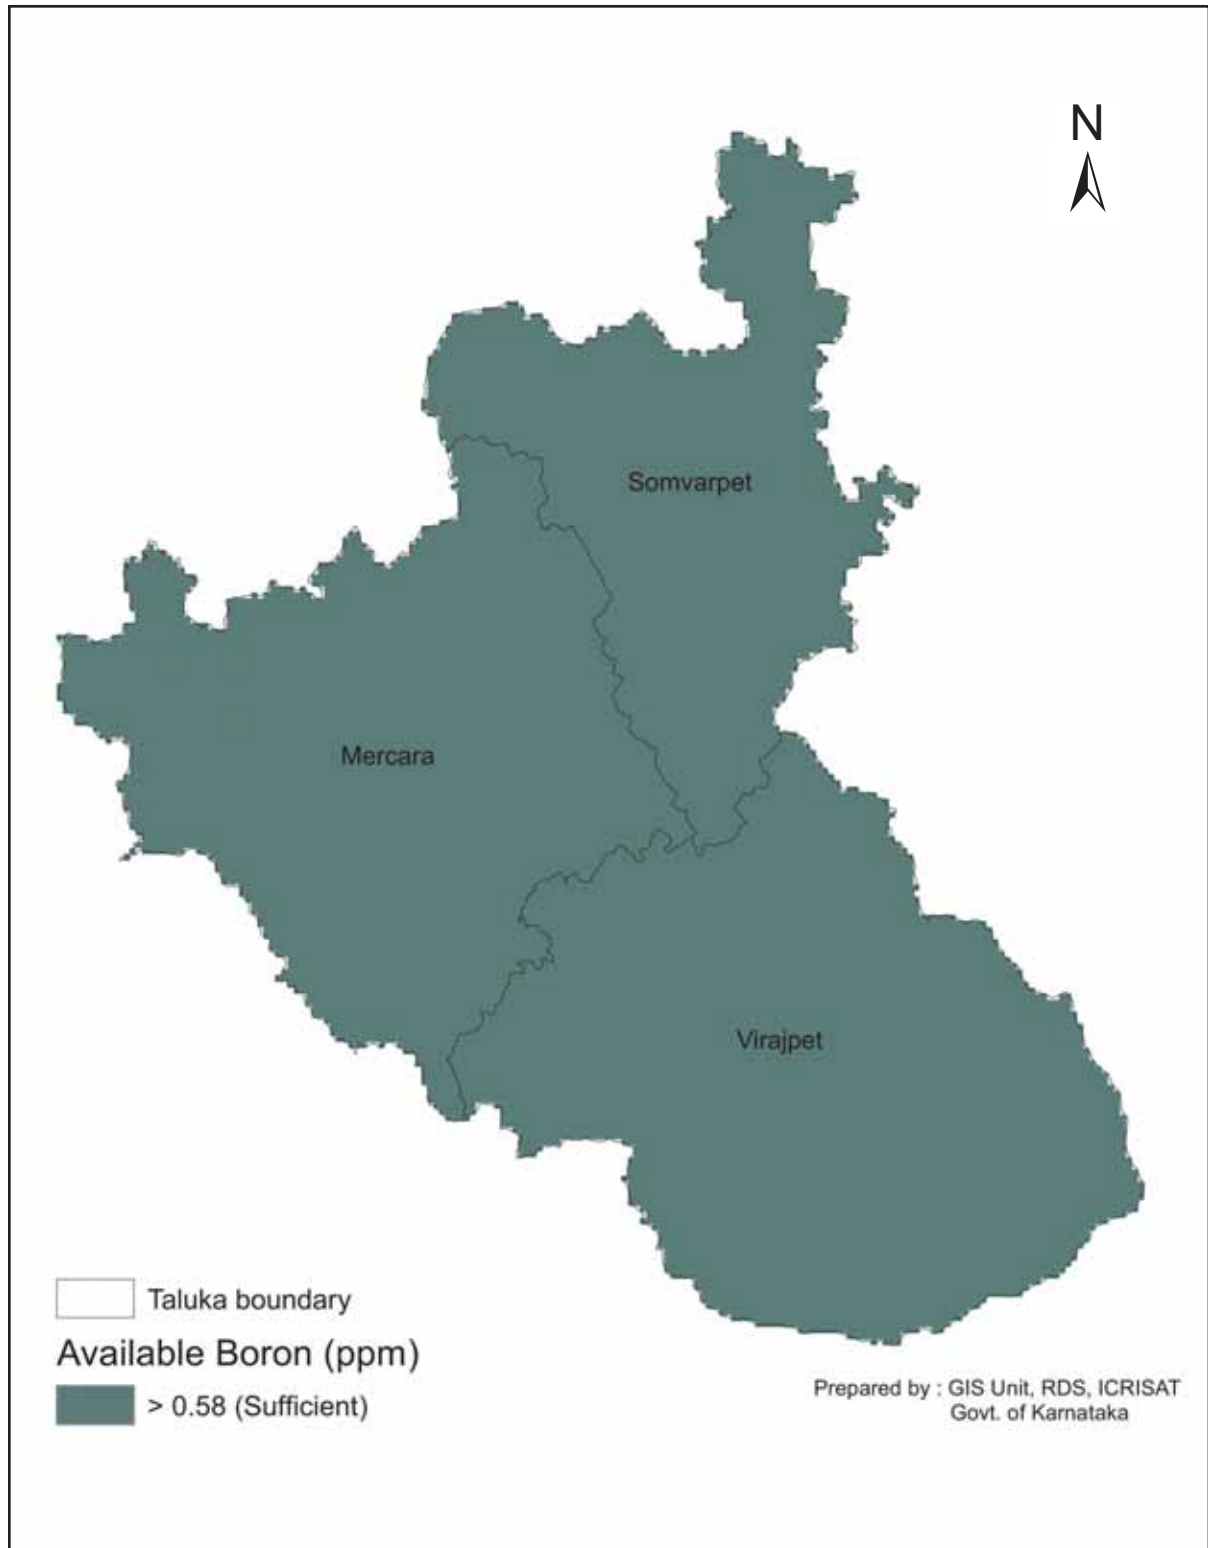 N
Somvarpet
Mercara
Virajpet
Taluka boundary
Available Boron (ppm)
> 0.58 (Sufficient)
Prepared by : GIS Unit, RDS, ICRISAT
Govt. of Karnataka